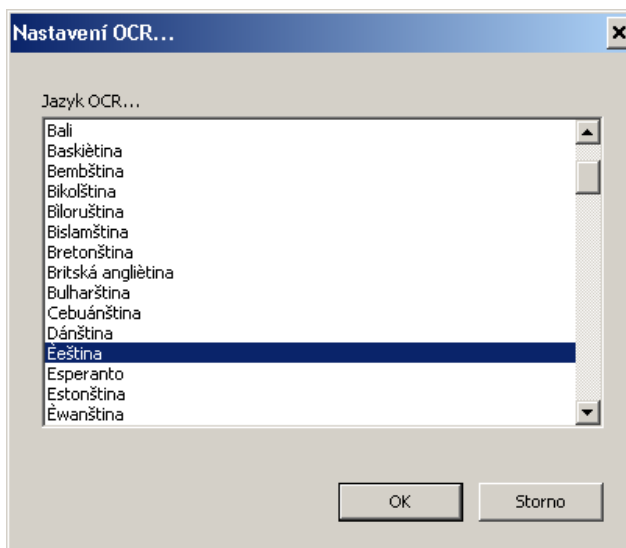 Nastavení OCR...
Jazyk OCR...
Bali
Baskiètina
Bembština
Bikolština
Bìloruština
Bislamština
Bretonština
Britská angliètina
Bulharština
Cebuánština
Dánština
Èeština
Esperanto
Estonština
Èwanština
OK
Storno